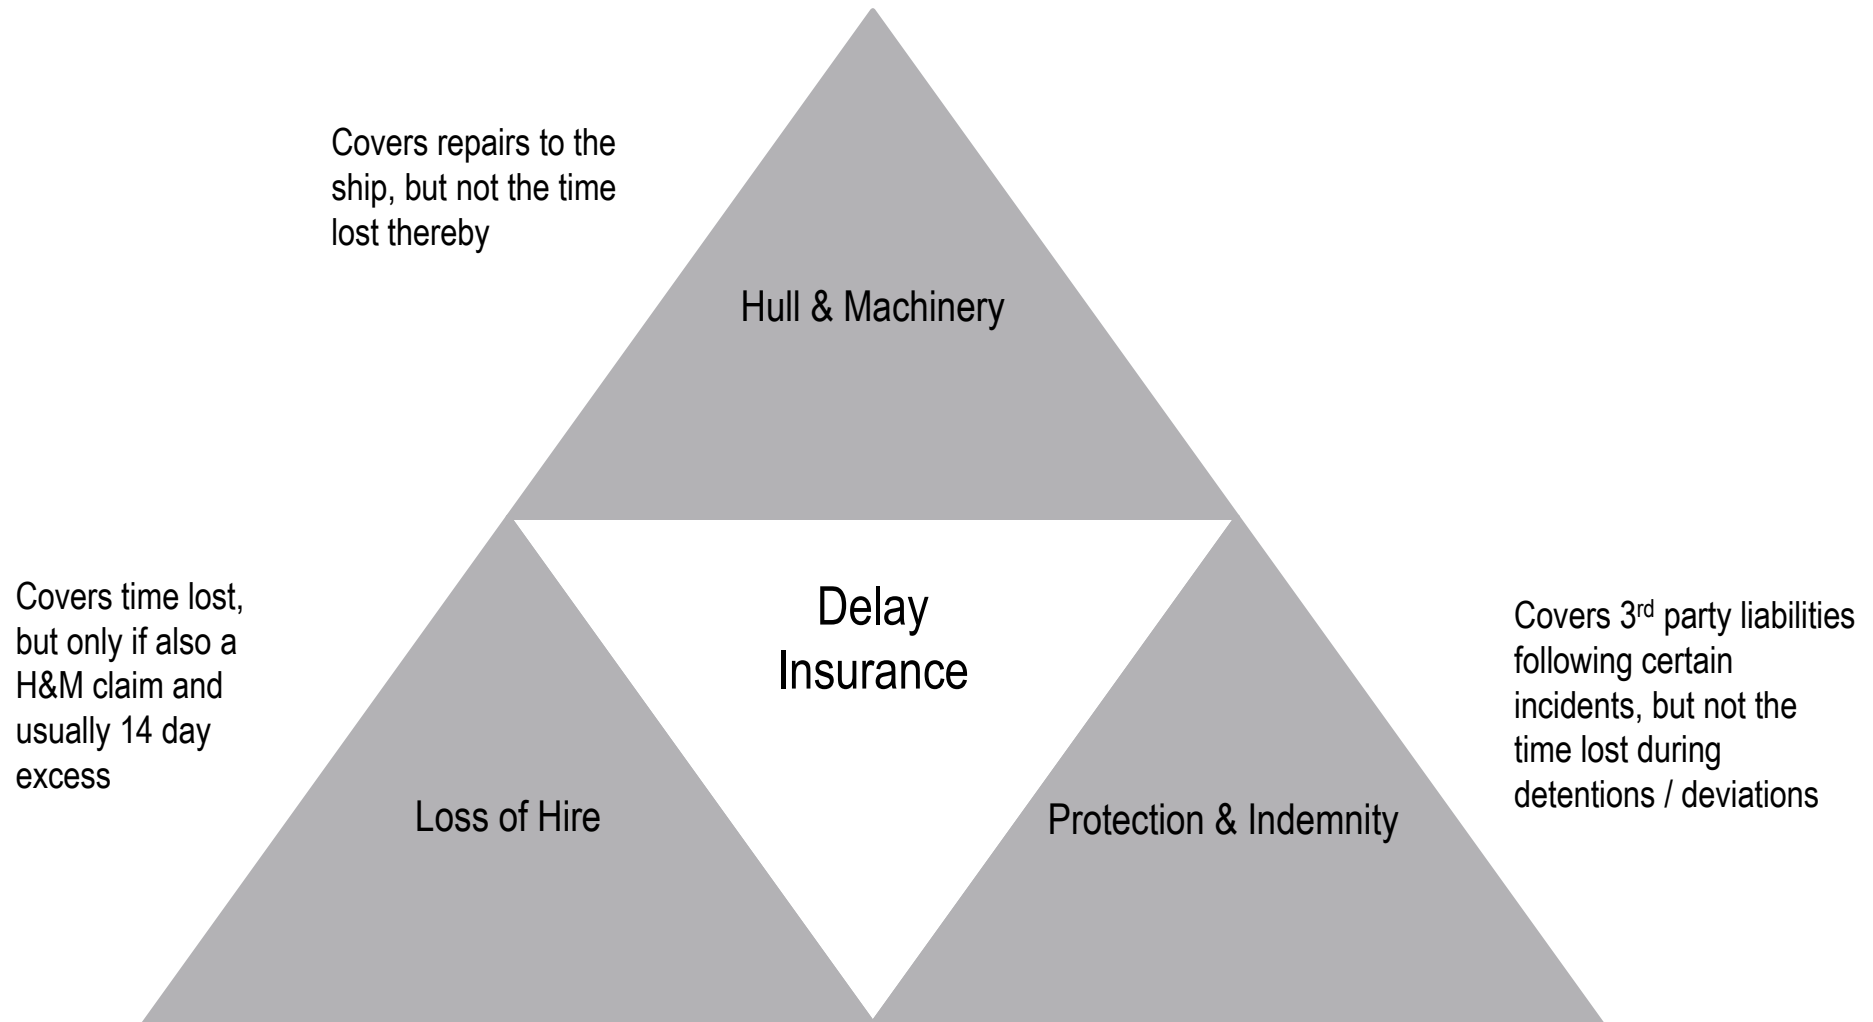 Covers repairs to the
ship, but not the time
lost thereby
Hull & Machinery
Delay
Insurance
Covers time lost,
but only if also a
H&M claim and
usually 14 day
excess
Covers 3rd party liabilities
following certain
incidents, but not the
time lost during
detentions / deviations
Loss of Hire
Protection & Indemnity